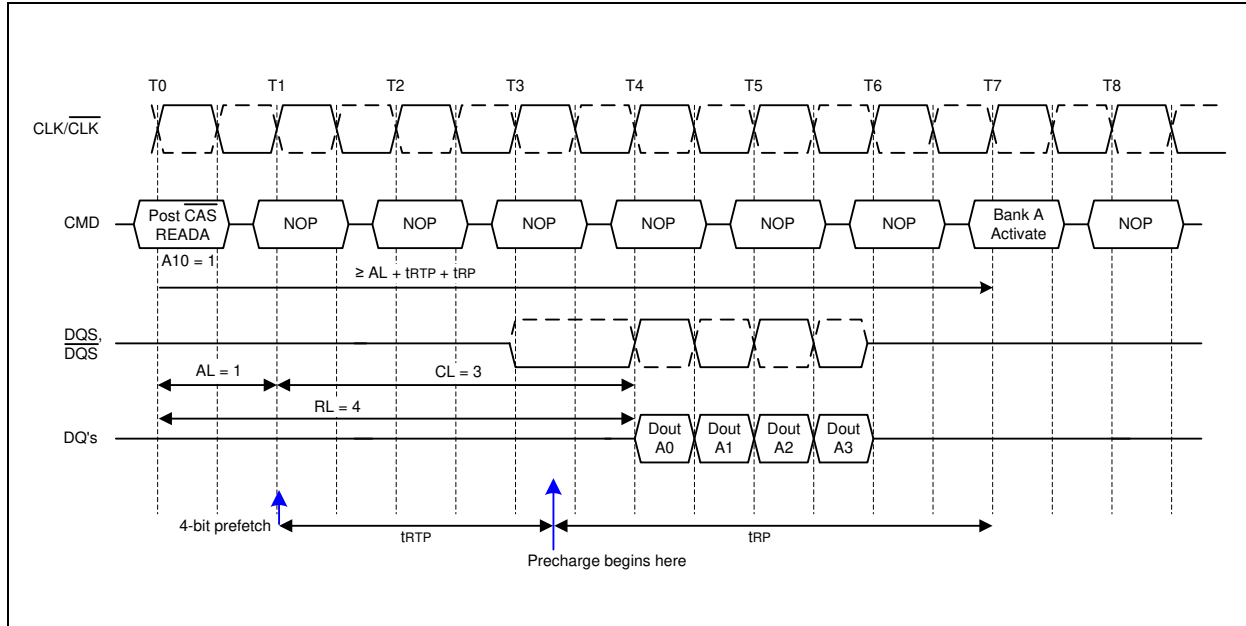 T0 T1 T2 T3 T4 T5 T6 T7 T8
CLK/CLK
CMD
Post CAS
READA
NOP NOP NOP NOP NOP NOP
Bank A
Activate
NOP
A10 = 1
≥ AL + tRTP + tRP
DQS,
DQS
AL = 1
CL = 3
RL = 4
DQ's
Dout
A0
Dout
A1
Dout
A2
Dout
A3
4-bit prefetch
tRTP
tRP
Precharge begins here